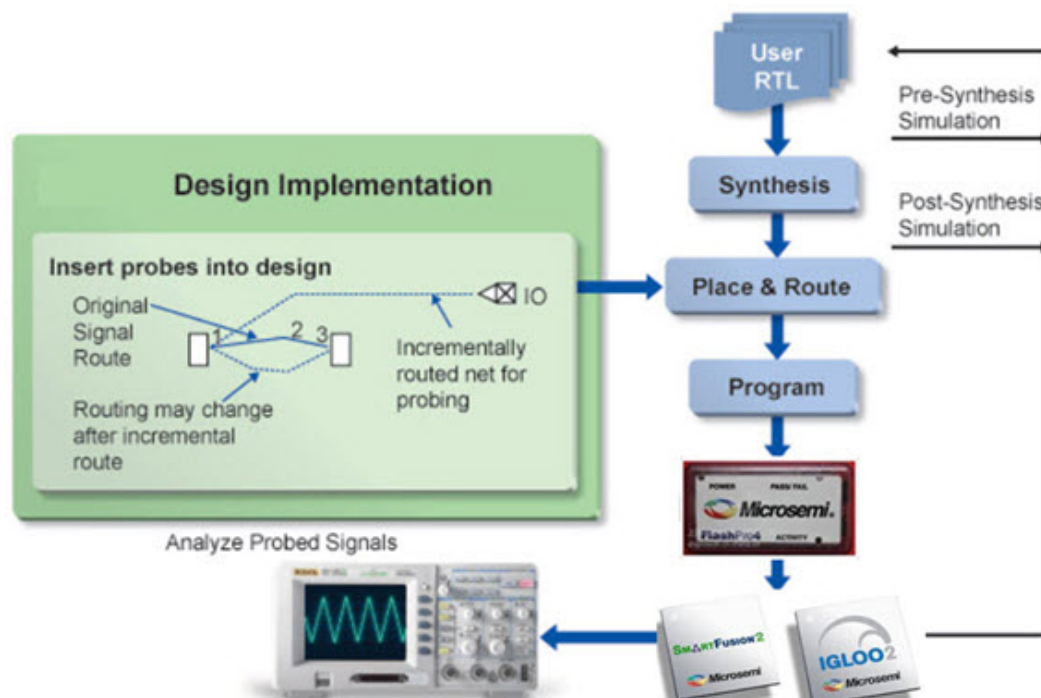 User
RTL
Pre-Synthesis
Simulation
Synthesis
Post-Synthesis
Simulation
Design Implementation
Insert probes into design
Place & Route
Original
Signal
Route
1
2
3
IO
Incrementally
routed net for
probing
Routing may change
after incremental
route
Program
POWER
PASS/FAIL
Microsemi.
FlashPro4
ACTIVITY
Analyze Probed Signals
SMARTFUSION2
Microsemi
IGLOO2
Microsemi